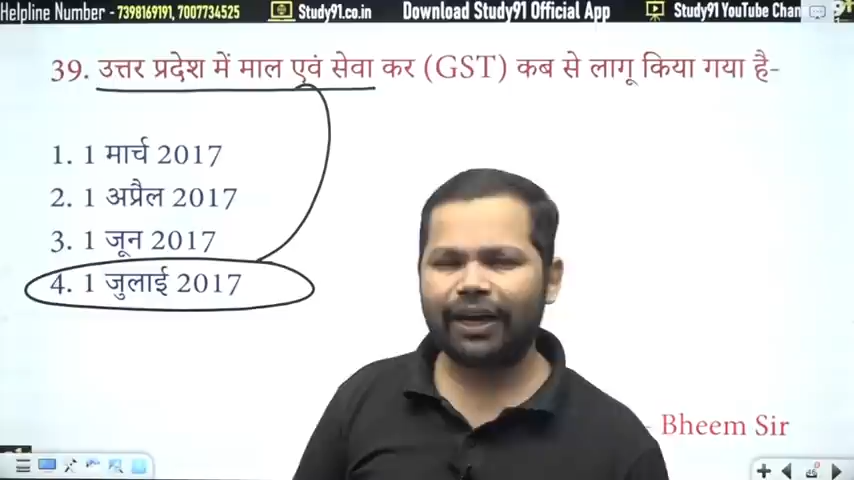 Helpline Number - 7398169191, 7007734525 Study91.co.in Download Study91 Official App Study91 YouTube Chan
39. उत्तर प्रदेश में माल एवं सेवा कर (GST) कब से लागू किया गया है-
1. 1 मार्च 2017
2. 1 अप्रैल 2017
3. 1 जून 2017
4. 1 जुलाई 2017
Bheem Sir